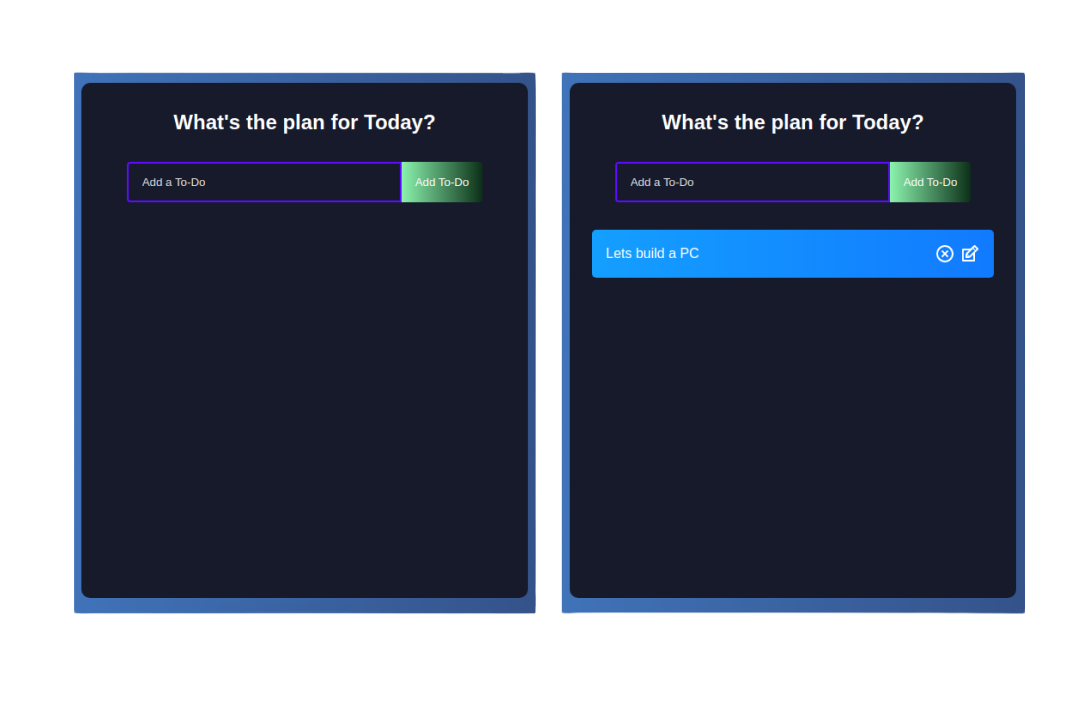 What's the plan for Today?
Add a To-Do
Add To-Do
What's the plan for Today?
Add a To-Do
Add To-Do
Lets build a PC